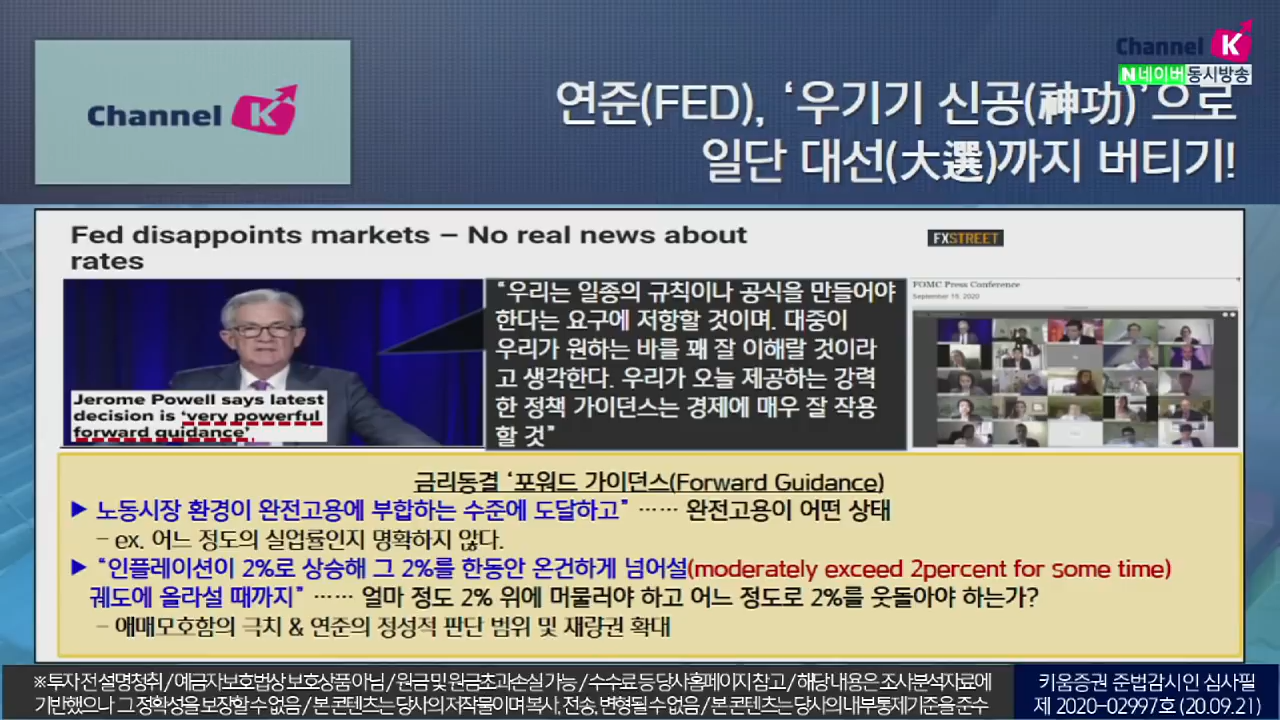 Channel K
Channel K
N네이버 동시방송
연준(FED), ‘우기기 신공(神功)’으로
일단 대선(大選)까지 버티기!
Fed disappoints markets – No real news about
rates
FXSTREET
Jerome Powell says latest
decision is ‘very powerful
forward guidance’
“우리는 일종의 규칙이나 공식을 만들어야
한다는 요구에 저항할 것이며. 대중이
우리가 원하는 바를 꽤 잘 이해랄 것이라
고 생각한다. 우리가 오늘 제공하는 강력
한 정책 가이던스는 경제에 매우 잘 작용
할 것”
FOMC Press Conference
September 2020
금리동결 ‘포워드 가이던스(Forward Guidance)
▶ 노동시장 환경이 완전고용에 부합하는 수준에 도달하고” …… 완전고용이 어떤 상태
– ex. 어느 정도의 실업률인지 명확하지 않다.
▶ “인플레이션이 2%로 상승해 그 2%를 한동안 온건하게 넘어설(moderately exceed 2percent for some time)
궤도에 올라설 때까지” …… 얼마 정도 2% 위에 머물러야 하고 어느 정도로 2%를 웃돌아야 하는가?
– 애매모호함의 극치 & 연준의 정성적 판단 범위 및 재량권 확대
※ 투자 전 설명청취 / 예금자보호법상 보호상품 아님 / 원금 및 원금초과손실 가능 / 수수료 등 당사홈페이지 참고 / 해당 내용은 조사분석자료에
기반했으나 그 정확성을 보장할 수 없음 / 본 콘텐츠는 당사의 저작물이며 복사, 전송, 변형될 수 없음 / 본 콘텐츠는 당사의 내부통제기준을 준수
키움증권 준법감시인 심사필
제 2020-02997호 (20.09.21)